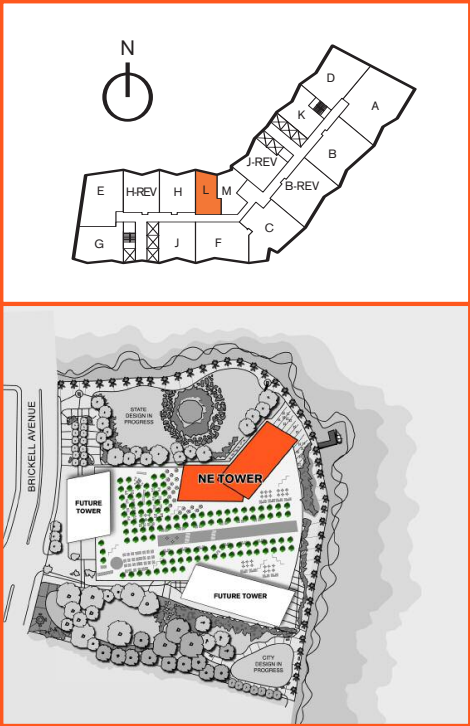 N
D
A
K
B
J-REV
B-REV
E
H-REV
H
L
M
G
J
F
C
BRICKELL AVENUE
STATE
DESIGN IN
PROGRESS
NE TOWER
FUTURE
TOWER
FUTURE TOWER
CITY
DESIGN IN
PROGRESS